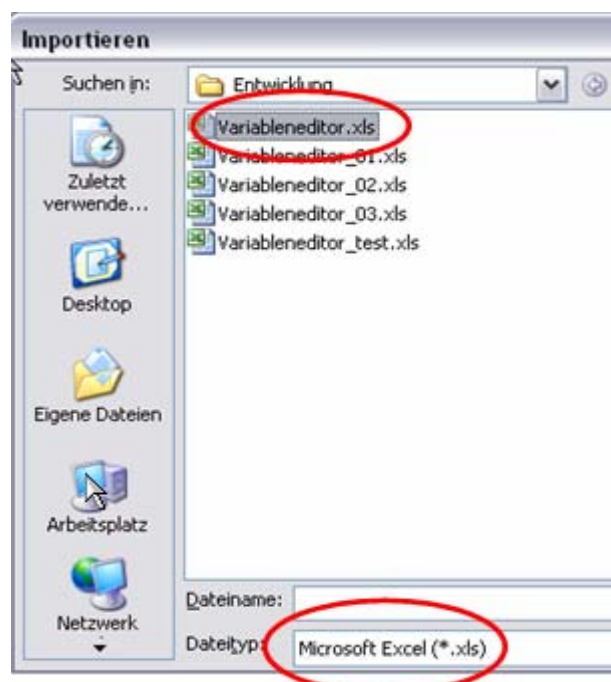 Importieren
Suchen in:
Entwicklung
Zuletzt
verwende...
Desktop
Eigene Dateien
Arbeitsplatz
Netzwerk
Variableneditor.xls
Variableneditor_01.xls
Variableneditor_02.xls
Variableneditor_03.xls
Variableneditor_test.xls
Dateiname:
Dateityp:
Microsoft Excel (*.xls)